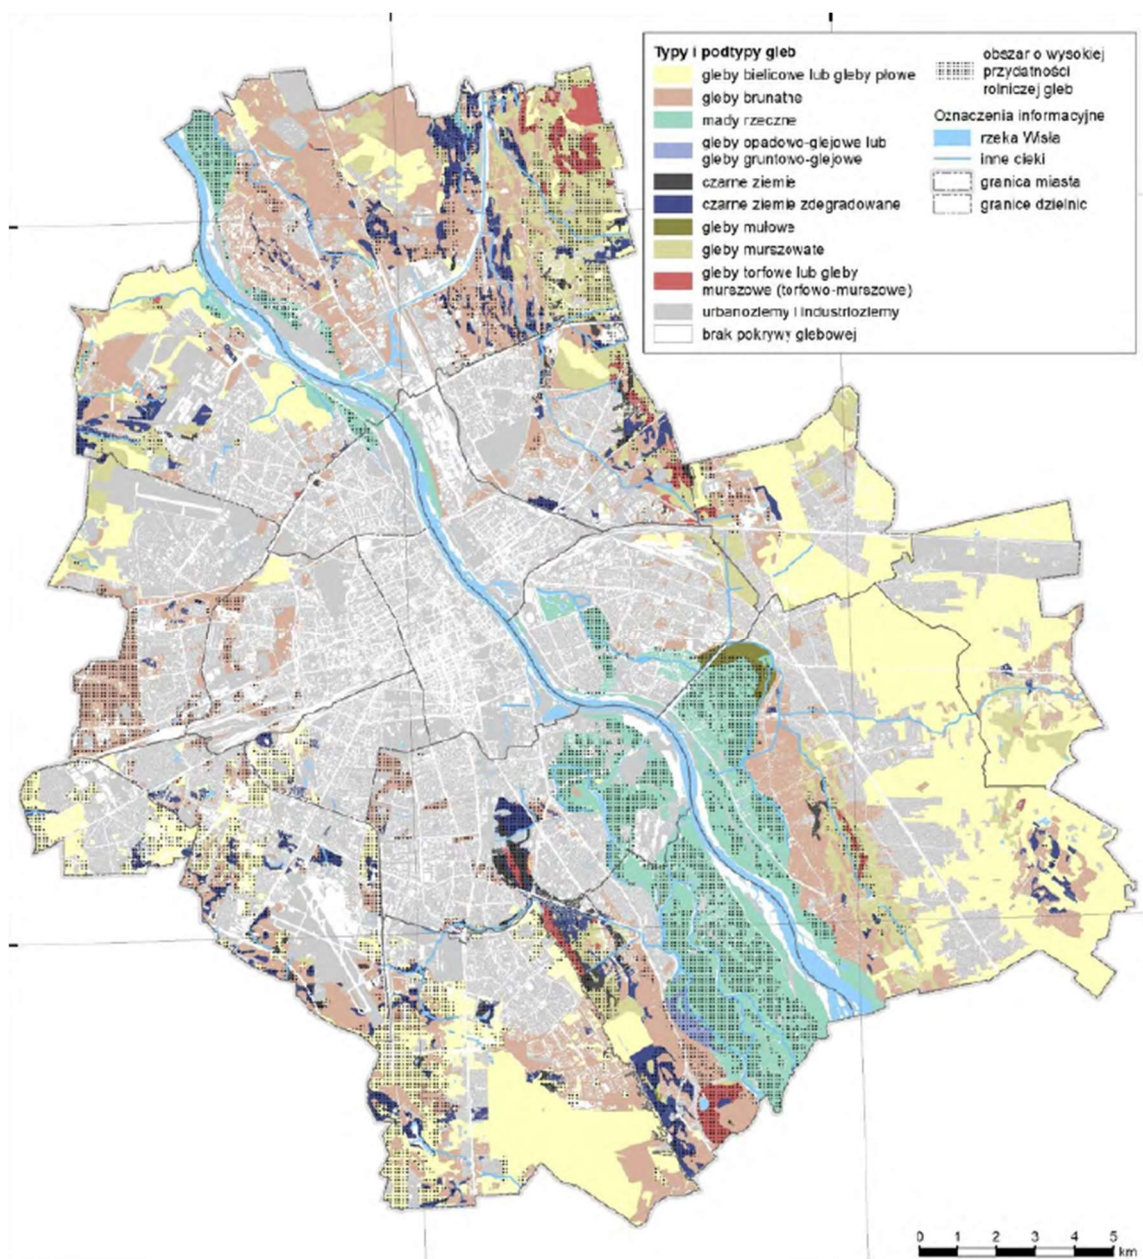 Typy i podtypy gleb
gleby bielicowe lub gleby płowe
gleby brunatne
mady rzeczne
gleby opadowo-glejowe lub
gleby gruntowo-glejowe
czarne ziemie
czarne ziemie zdegradowane
gleby mułowe
gleby murszowate
gleby torfowe lub gleby
murszowe (torfowo-murszowe)
urbanoziemy i industrioziemy
brak pokrywy glebowej
obszar o wysokiej
przydatności
rolniczej gleb
Oznaczenia informacyjne
rzeka Wisła
inne cieki
granica miasta
granice dzielnic
0 1 2 3 4 5
km